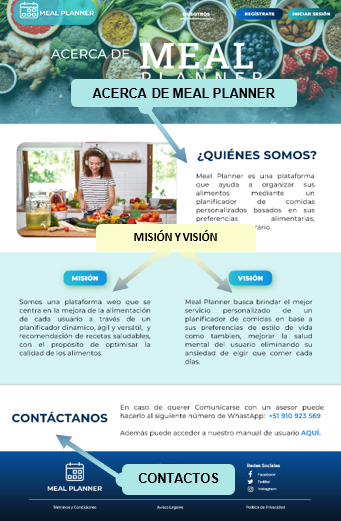 MEAL PLANNER
NOSOTROS
REGÍSTRATE
INICIAR SESIÓN
ACERCA DE
MEAL
PLANNER
ACERCA DE MEAL PLANNER
¿QUIÉNES SOMOS?
Meal Planner es una plataforma
que ayuda a organizar sus
alimentos mediante un
planificador de comidas
personalizados basados en sus
preferencias alimentarias,
MISIÓN Y VISIÓN
MISIÓN
Somos una plataforma web que se
centra en la mejora de la alimentación
de cada usuario a través de un
planificador dinámico, ágil y versátil, y
recomendación de recetas saludables,
con el propósito de optimisar la
calidad de los alimentos.
VISIÓN
Meal Planner busca brindar el mejor
servicio personalizado de un
planificador de comidas en base a
sus preferencias de estilo de vida
como tambien, mejorar la salud
mental del usuario eliminando su
ansiedad de elgir que comer cada
días.
CONTÁCTANOS
En caso de querer Comunicarse con un asesor puede
hacerlo al siguiente número de WhastApp: +51 910 923 569
Además puede acceder a nuestro manual de usuario AQUÍ.
CONTACTOS
MEAL PLANNER
Redes Sociales
Facebook
Twitter
Instagram
Términos y Condiciones
Aviso Legales
Política de Privacidad